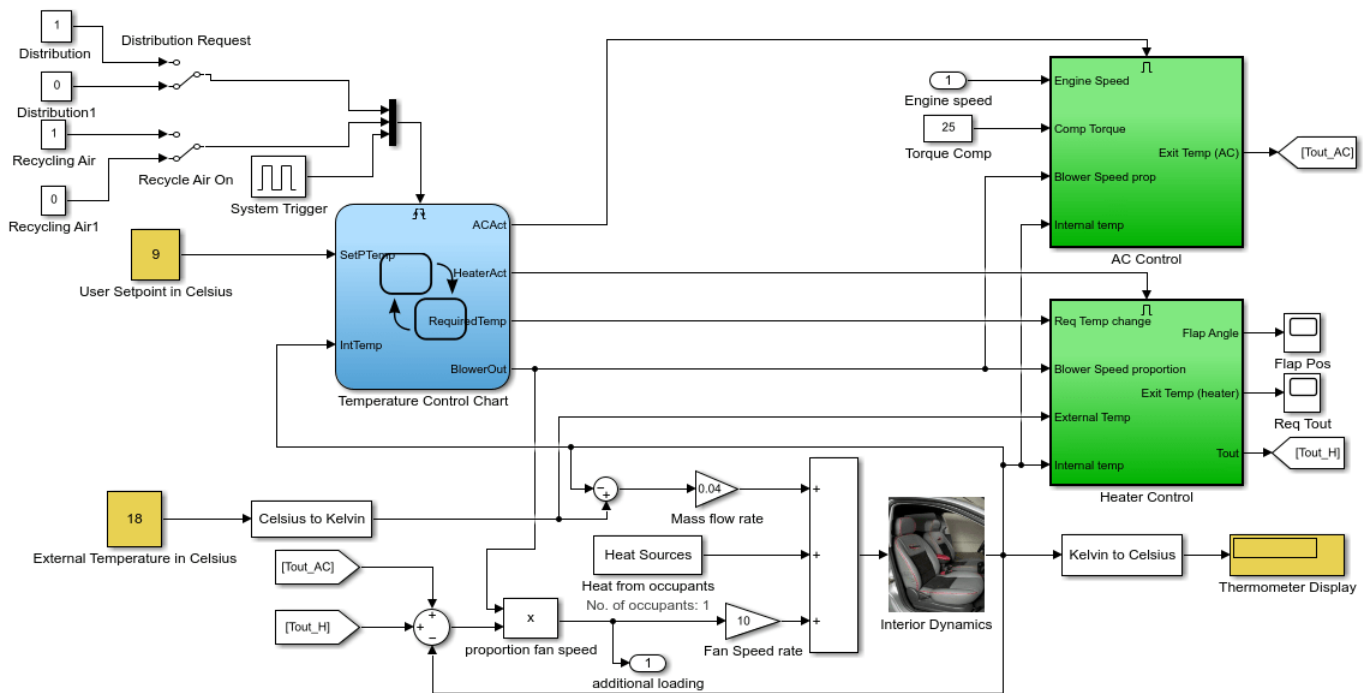 1
Distribution
Distribution Request
0
Distribution1
1
Recycling Air
0
Recycling Air1
Recycle Air On
System Trigger
9
User Setpoint in Celsius
SetPTemp
IntTemp
ACAct
HeaterAct
RequiredTemp
BlowerOut
Temperature Control Chart
1
Engine speed
25
Torque Comp
Engine Speed
Comp Torque
Blower Speed prop
Internal temp
Exit Temp (AC)
AC Control
[Tout_AC]
Req Temp change
Blower Speed proportion
External Temp
Internal temp
Flap Angle
Exit Temp (heater)
Tout
Heater Control
Flap Pos
Req Tout
[Tout_H]
18
External Temperature in Celsius
Celsius to Kelvin
[Tout_AC]
[Tout_H]
+
+
−
−
+
x
proportion fan speed
1
additional loading
0.04
Mass flow rate
Heat Sources
Heat from occupants
No. of occupants: 1
10
Fan Speed rate
+
+
+
Interior Dynamics
Kelvin to Celsius
Thermometer Display